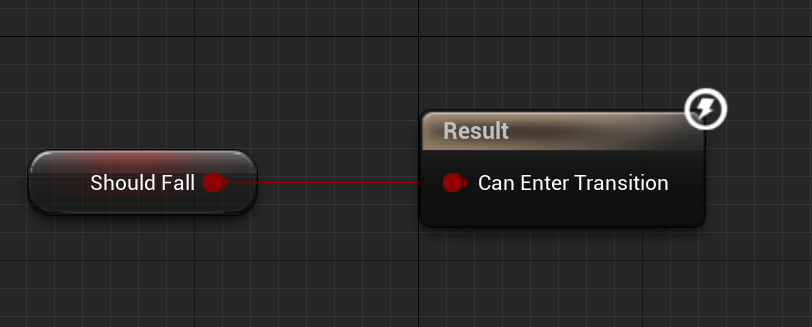 Result
Should Fall
Can Enter Transition